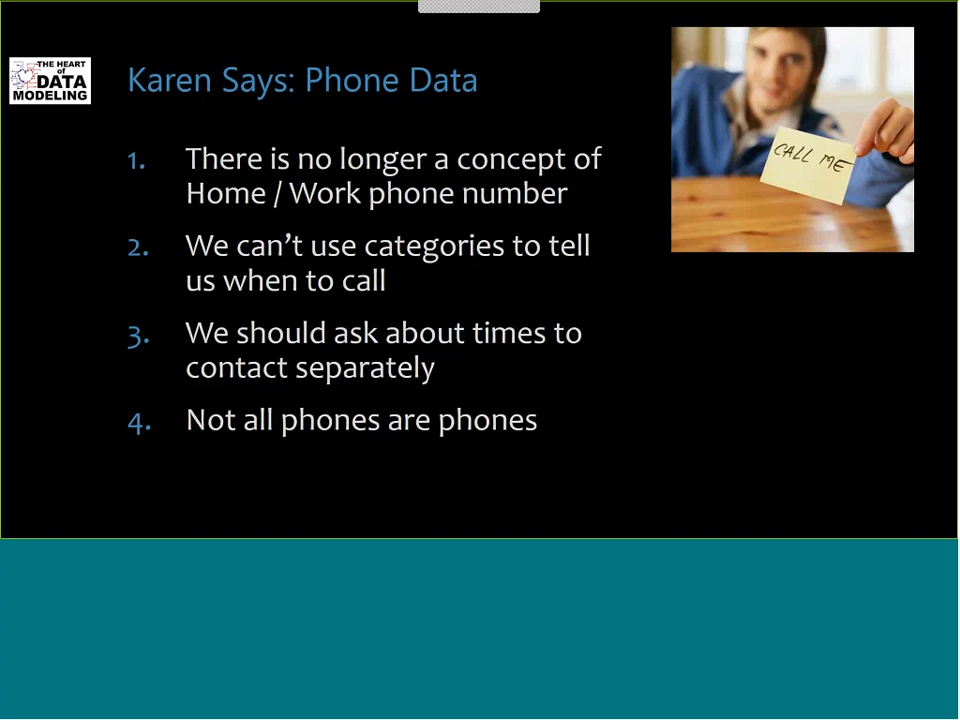 THE HEART
of
DATA
MODELING
Karen Says: Phone Data
1. There is no longer a concept of
Home / Work phone number
2. We can’t use categories to tell
us when to call
3. We should ask about times to
contact separately
4. Not all phones are phones
CALL ME